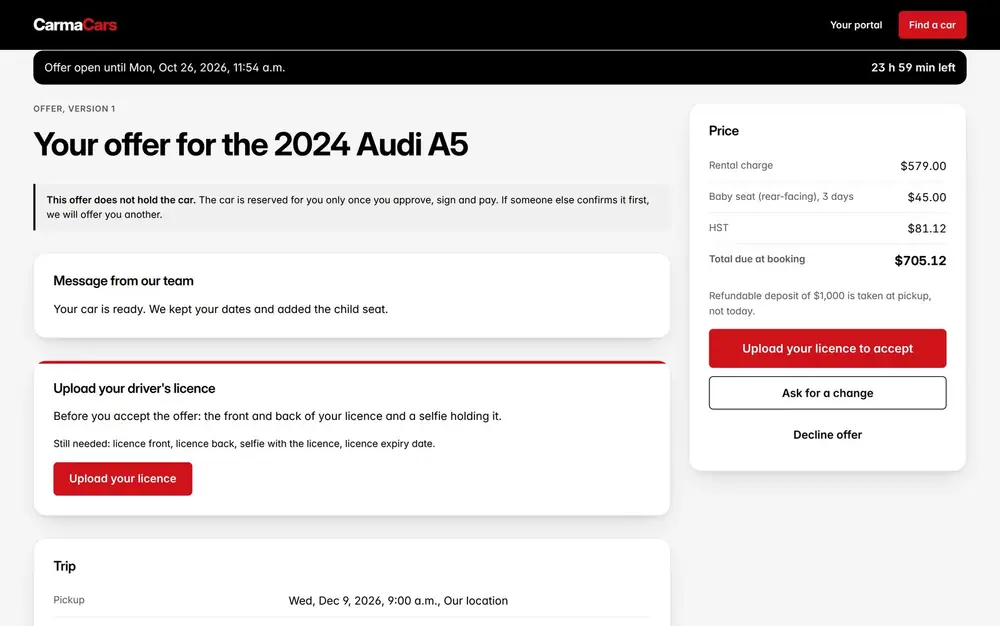 CarmaCars
Your portal
Find a car
Offer open until Mon, Oct 26, 2026, 11:54 a.m.
23 h 59 min left
OFFER, VERSION 1
Your offer for the 2024 Audi A5
This offer does not hold the car. The car is reserved for you only once you approve, sign and pay. If someone else confirms it first,
we will offer you another.
Message from our team
Your car is ready. We kept your dates and added the child seat.
Upload your driver's licence
Before you accept the offer: the front and back of your licence and a selfie holding it.
Still needed: licence front, licence back, selfie with the licence, licence expiry date.
Upload your licence
Trip
Pickup
Wed, Dec 9, 2026, 9:00 a.m., Our location
Price
Rental charge
$579.00
Baby seat (rear-facing), 3 days
$45.00
HST
$81.12
Total due at booking
$705.12
Refundable deposit of $1,000 is taken at pickup,
not today.
Upload your licence to accept
Ask for a change
Decline offer